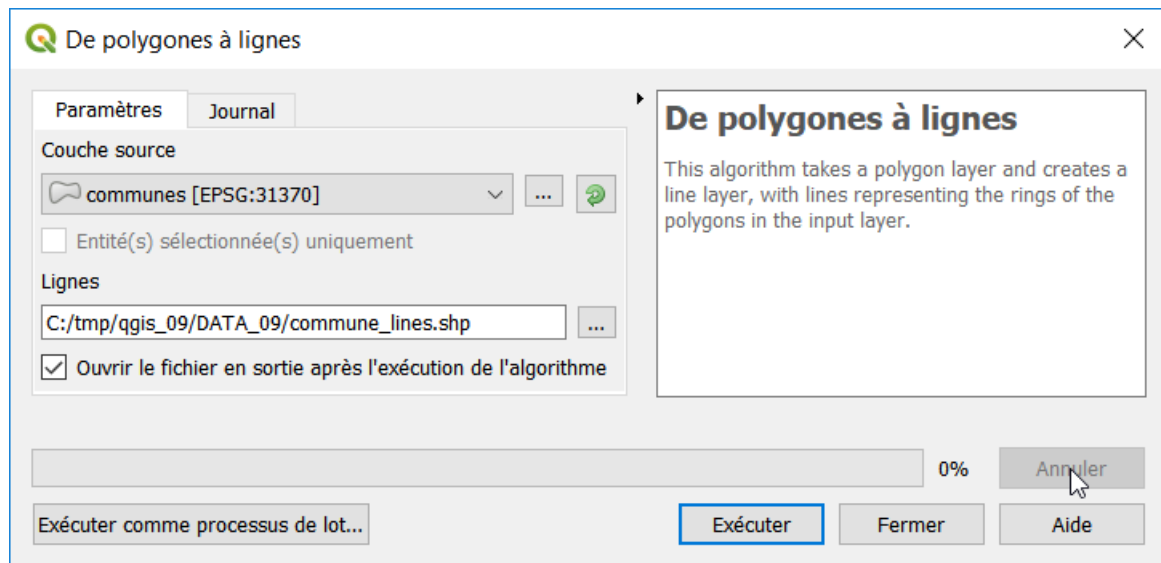 De polygones à lignes
Paramètres
Journal
Couche source
communes [EPSG:31370]
...
Entité(s) sélectionnée(s) uniquement
Lignes
C:/tmp/qgis_09/DATA_09/commune_lines.shp
...
Ouvrir le fichier en sortie après l'exécution de l'algorithme
De polygones à lignes
This algorithm takes a polygon layer and creates a
line layer, with lines representing the rings of the
polygons in the input layer.
0%
Annuler
Exécuter comme processus de lot...
Exécuter
Fermer
Aide